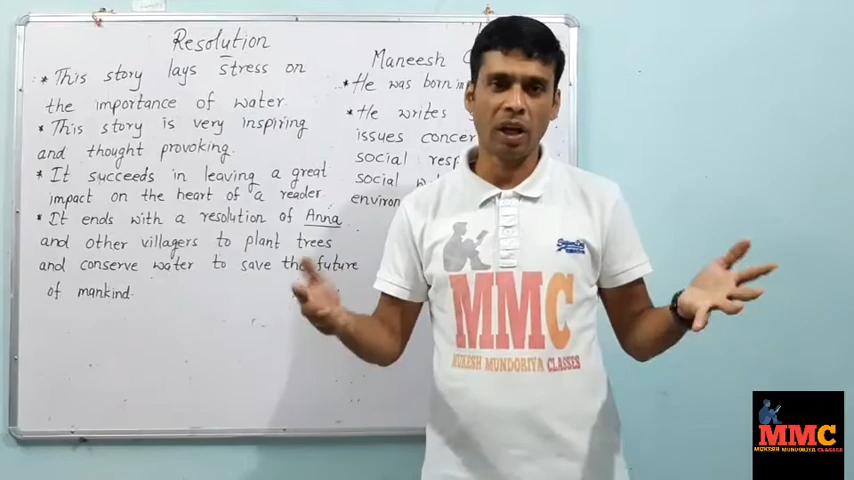 Resolution
* This story lays stress on
the importance of water.
* This story is very inspiring
and thought provoking.
* It succeeds in leaving a great
impact on the heart of a reader.
* It ends with a resolution of Anna
and other villagers to plant trees
and conserve water to save the future
of mankind.
Maneesh
* He was born in
* He writes
issues
social
social
MMC
MUKESH MUNDORIYA CLASSES
MMC
MUKESH MUNDORIYA CLASSES